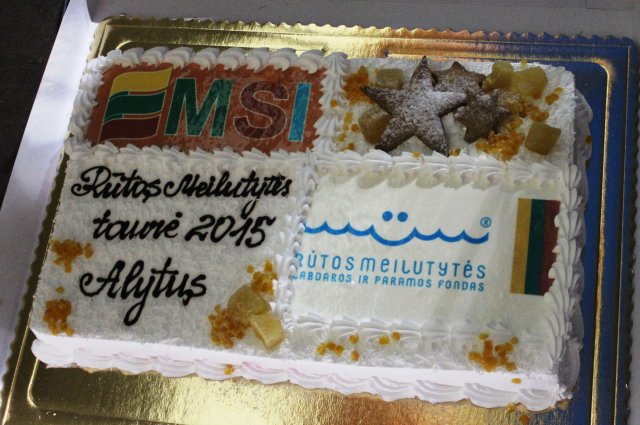 EMSI
Rūtos Meilutytės
taurė 2015
Alytus
®
RŪTOS MEILUTYTĖS
LABDAROS IR PARAMOS FONDAS